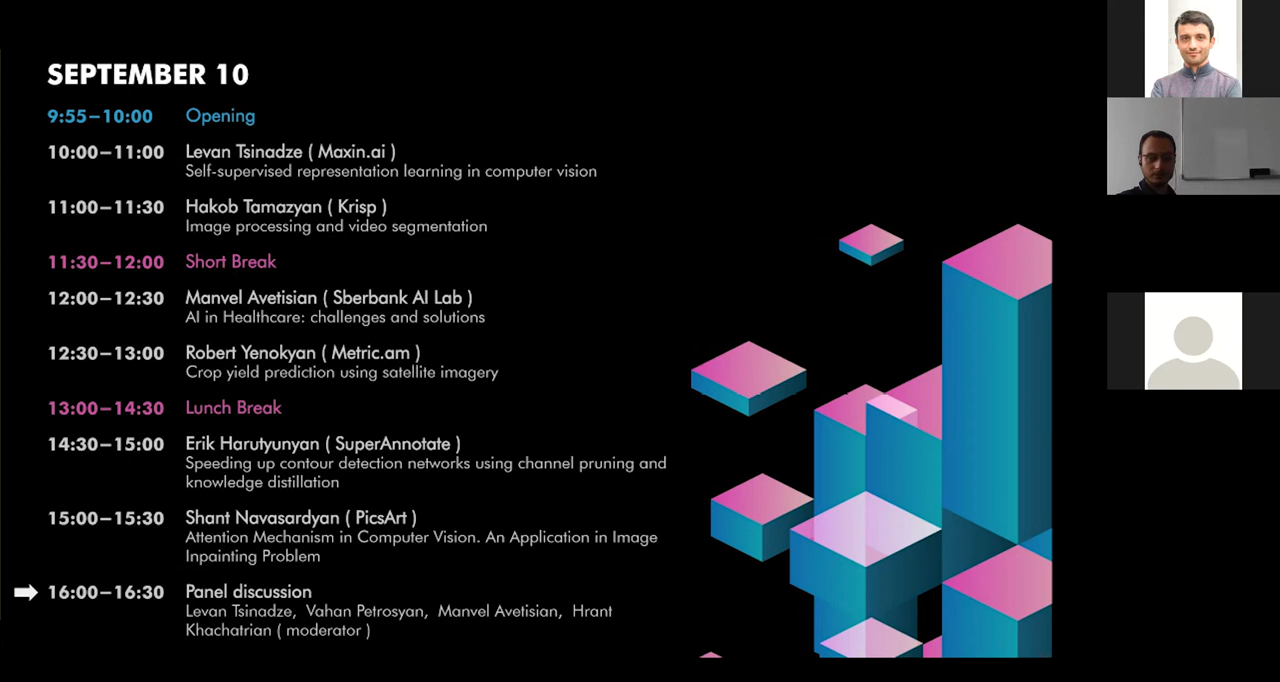 SEPTEMBER 10
9:55–10:00 Opening
10:00–11:00 Levan Tsinadze ( Maxin.ai )
Self-supervised representation learning in computer vision
11:00–11:30 Hakob Tamazyan ( Krisp )
Image processing and video segmentation
11:30–12:00 Short Break
12:00–12:30 Manvel Avetisian ( Sberbank AI Lab )
AI in Healthcare: challenges and solutions
12:30–13:00 Robert Yenokyan ( Metric.am )
Crop yield prediction using satellite imagery
13:00–14:30 Lunch Break
14:30–15:00 Erik Harutyunyan ( SuperAnnotate )
Speeding up contour detection networks using channel pruning and
knowledge distillation
15:00–15:30 Shant Navasardyan ( PicsArt )
Attention Mechanism in Computer Vision. An Application in Image
Inpainting Problem
16:00–16:30 Panel discussion
Levan Tsinadze, Vahan Petrosyan, Manvel Avetisian, Hrant
Khachatrian ( moderator )